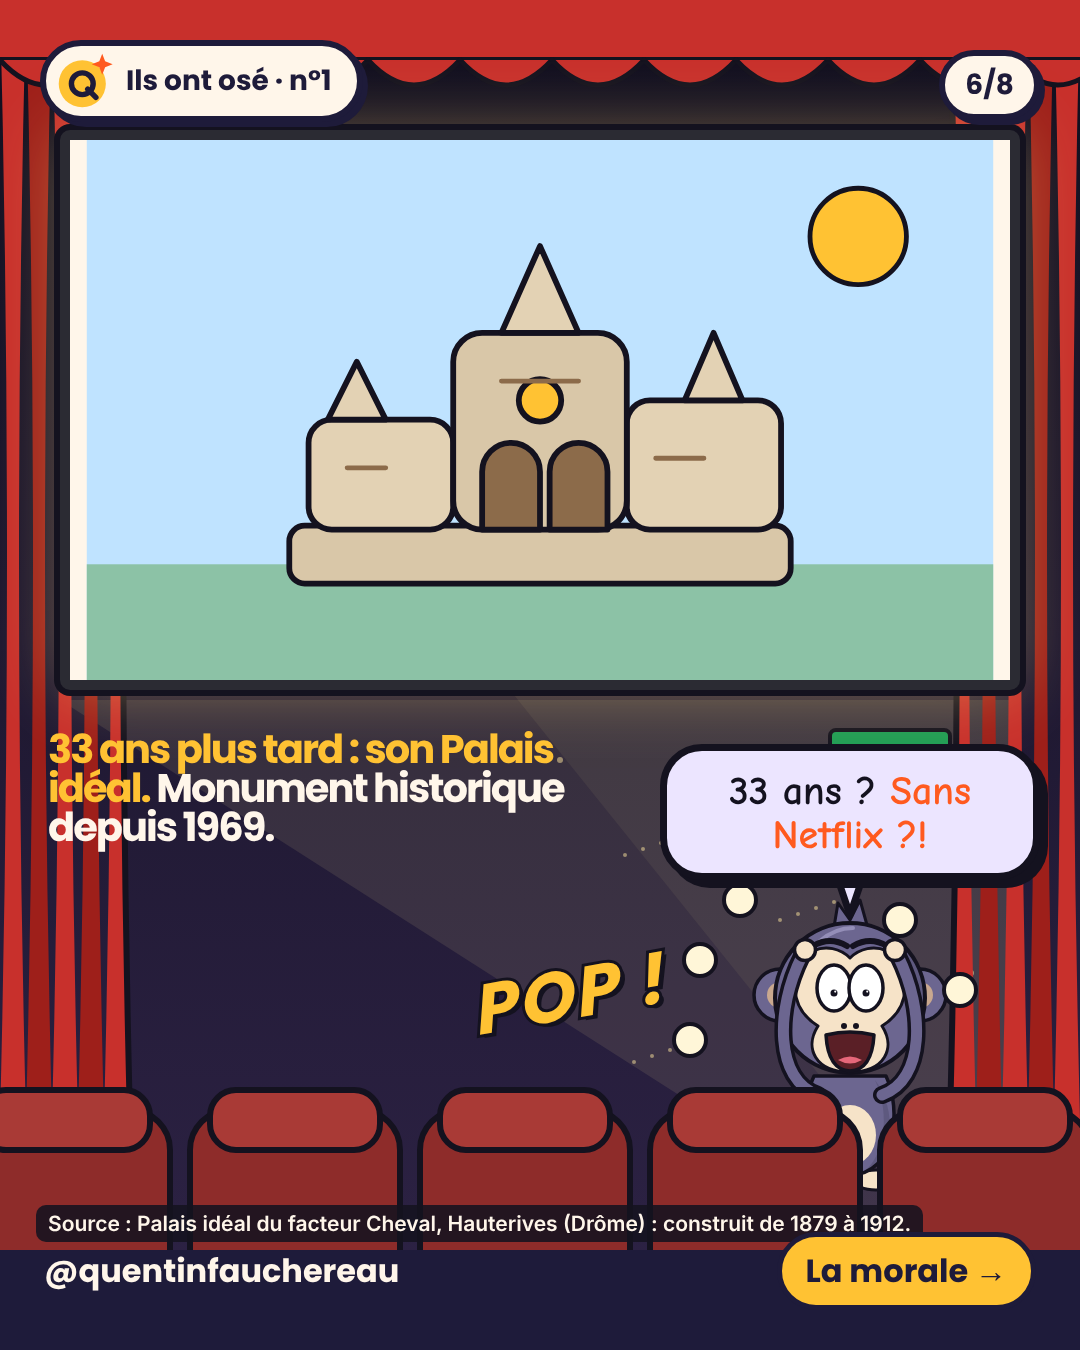 Q Ils ont osé · n°1
6/8
33 ans plus tard : son Palais
idéal. Monument historique
depuis 1969.
33 ans ? Sans
Netflix ?!
POP !
Source : Palais idéal du facteur Cheval, Hauterives (Drôme) : construit de 1879 à 1912.
@quentinfauchereau
La morale →